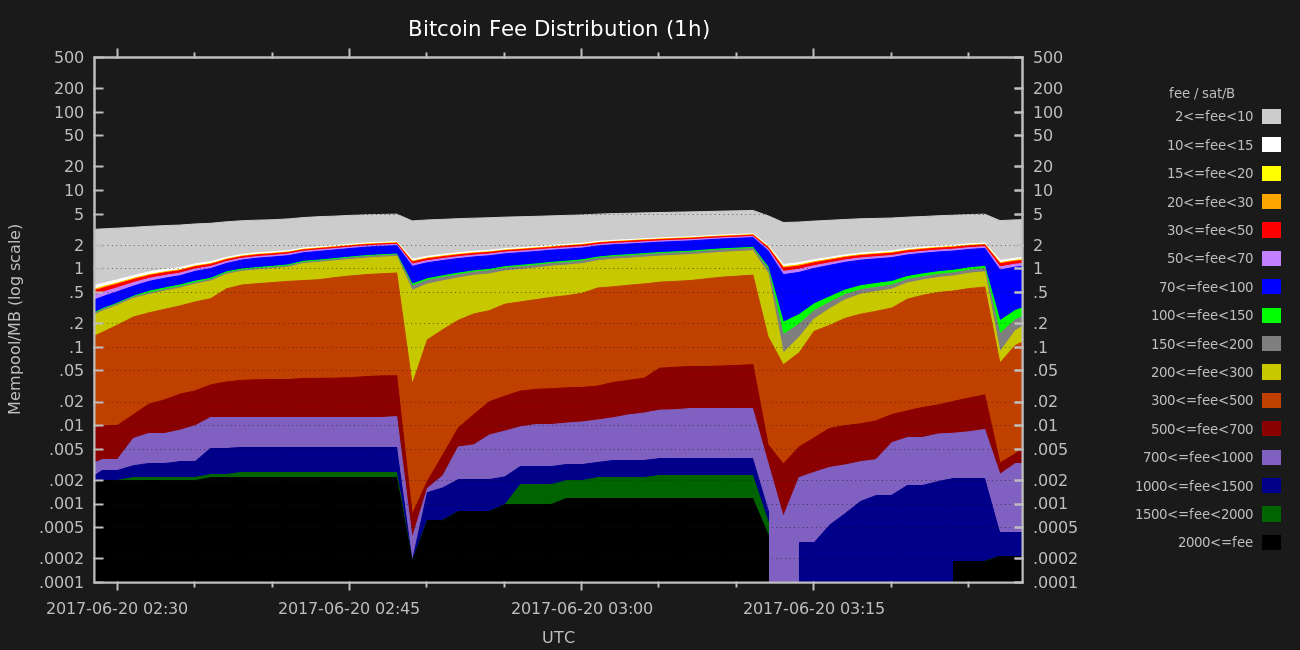 Bitcoin Fee Distribution (1h)
Mempool/MB (log scale)
500
200
100
50
20
10
5
2
1
.5
.2
.1
.05
.02
.01
.005
.002
.001
.0005
.0002
.0001
500
200
100
50
20
10
5
2
1
.5
.2
.1
.05
.02
.01
.005
.002
.001
.0005
.0002
.0001
2017-06-20 02:30
2017-06-20 02:45
2017-06-20 03:00
2017-06-20 03:15
UTC
fee / sat/B
2<=fee<10
10<=fee<15
15<=fee<20
20<=fee<30
30<=fee<50
50<=fee<70
70<=fee<100
100<=fee<150
150<=fee<200
200<=fee<300
300<=fee<500
500<=fee<700
700<=fee<1000
1000<=fee<1500
1500<=fee<2000
2000<=fee